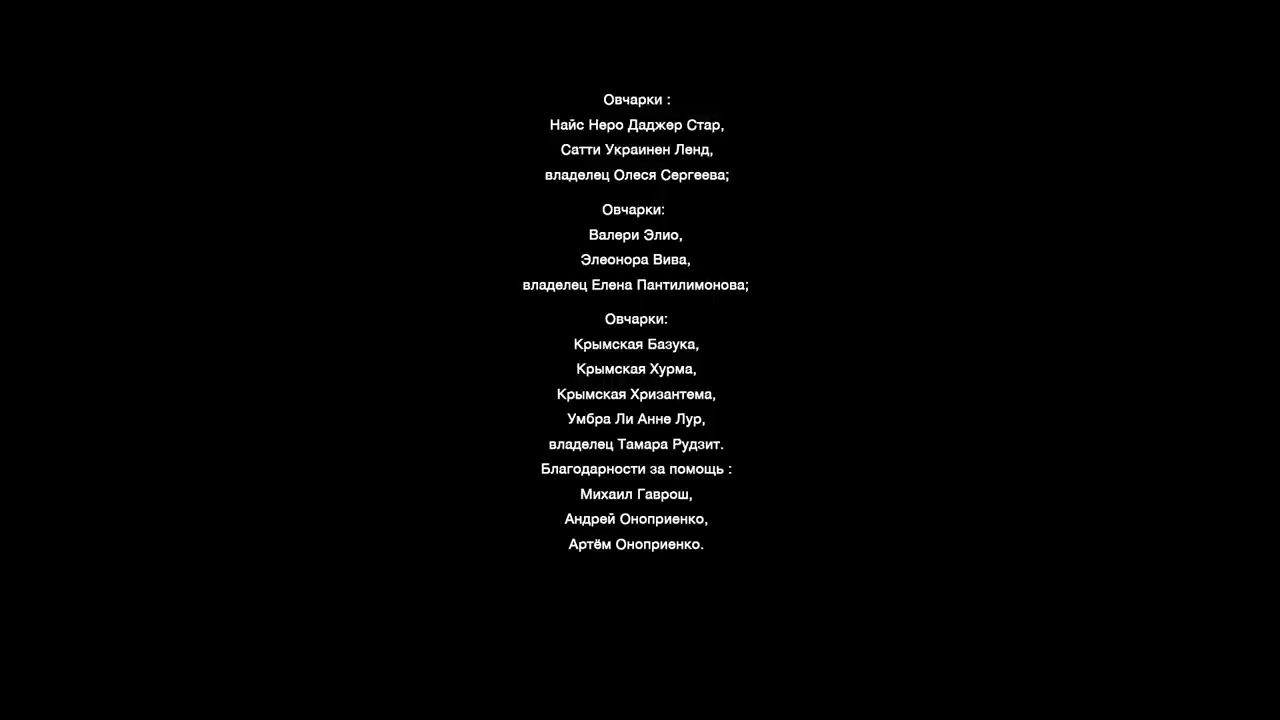 Овчарки :
Найс Неро Даджер Стар,
Сатти Украинен Ленд,
владелец Олеся Сергеева;
Овчарки:
Валери Элио,
Элеонора Вива,
владелец Елена Пантилимонова;
Овчарки:
Крымская Базука,
Крымская Хурма,
Крымская Хризантема,
Умбра Ли Анне Лур,
владелец Тамара Рудзит.
Благодарности за помощь :
Михаил Гаврош,
Андрей Оноприенко,
Артём Оноприенко.